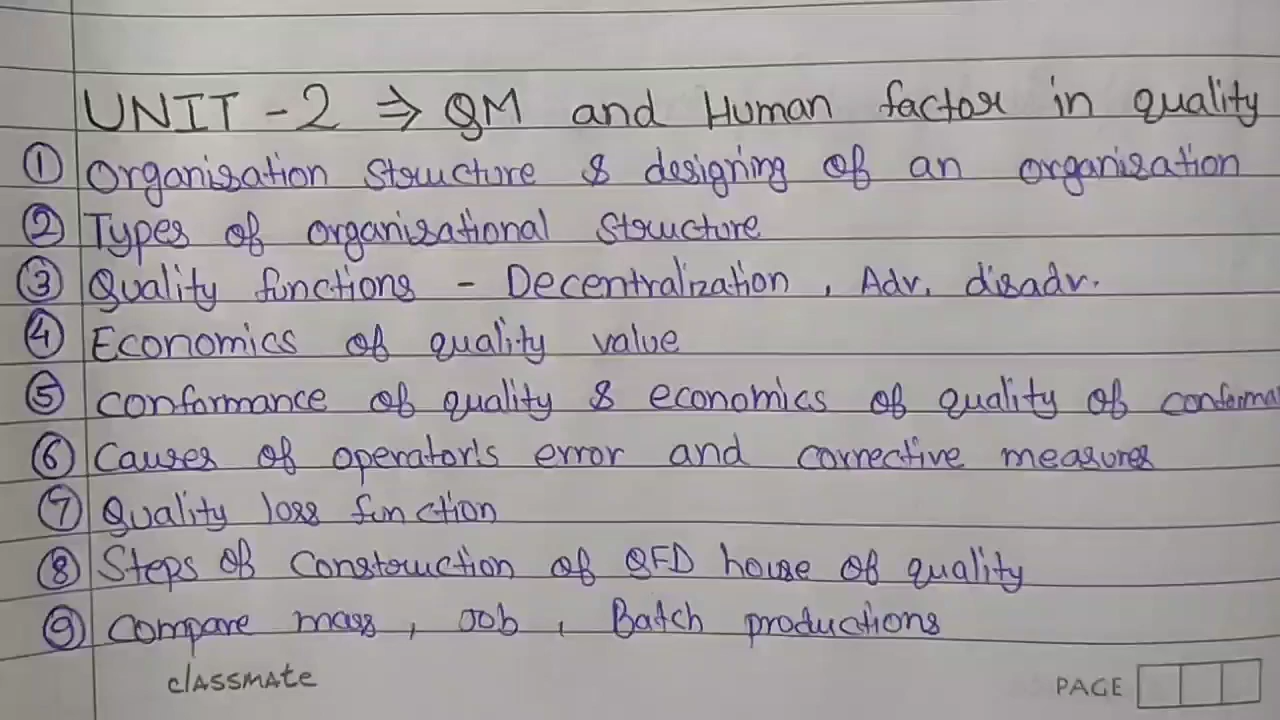 UNIT - 2 ⇒ QM and Human factor in quality
① Organisation structure & designing of an organisation
② Types of organisational structure
③ Quality functions - Decentralization, Adv. disadv.
④ Economics of quality value
⑤ conformance of quality & economics of quality of conforma
⑥ Causes of operator's error and corrective measures
⑦ Quality loss function
⑧ Steps of construction of QFD house of quality
⑨ Compare mass, Job, Batch productions
classmate
PAGE